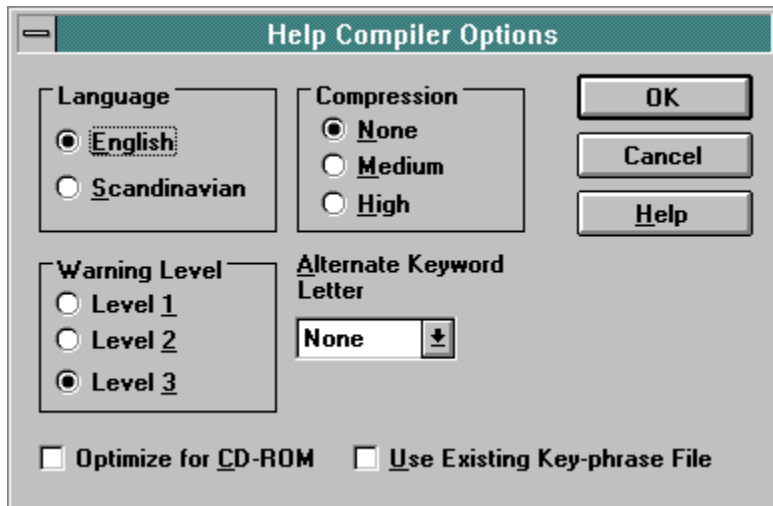 Help Compiler Options
Language
English
Scandinavian
Compression
None
Medium
High
OK
Cancel
Help
Warning Level
Level 1
Level 2
Level 3
Alternate Keyword
Letter
None
Optimize for CD-ROM
Use Existing Key-phrase File